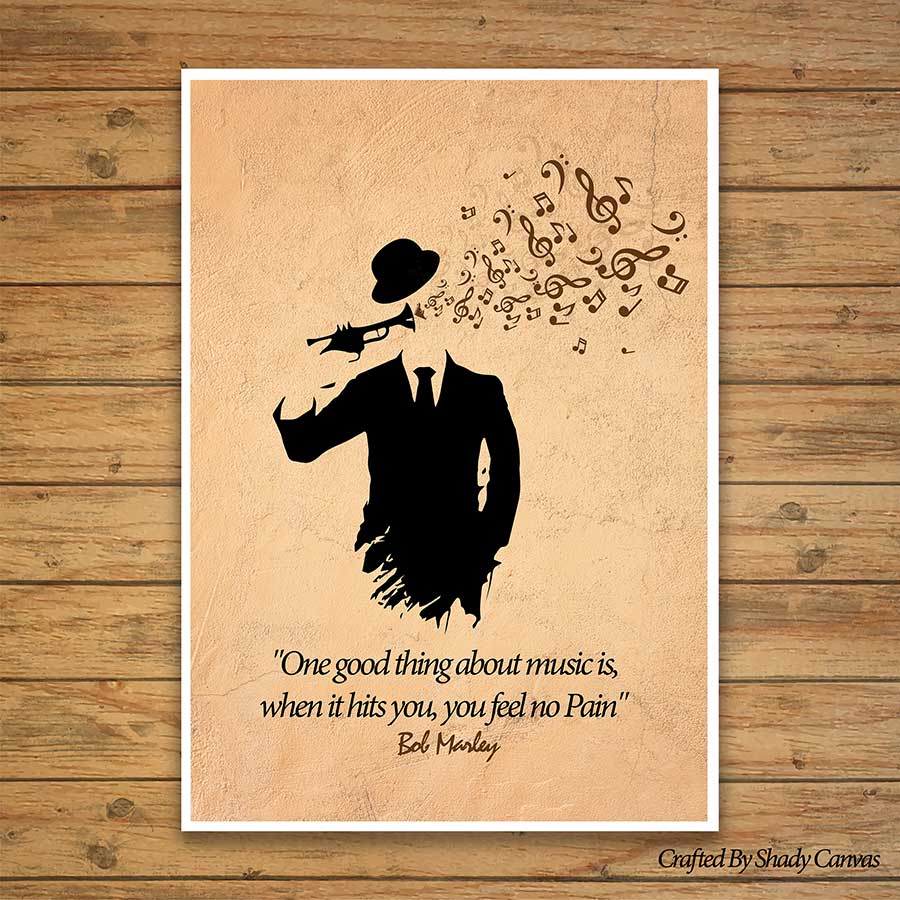 "One good thing about music is,
when it hits you, you feel no Pain"
Bob Marley
Crafted By Shady Canvas